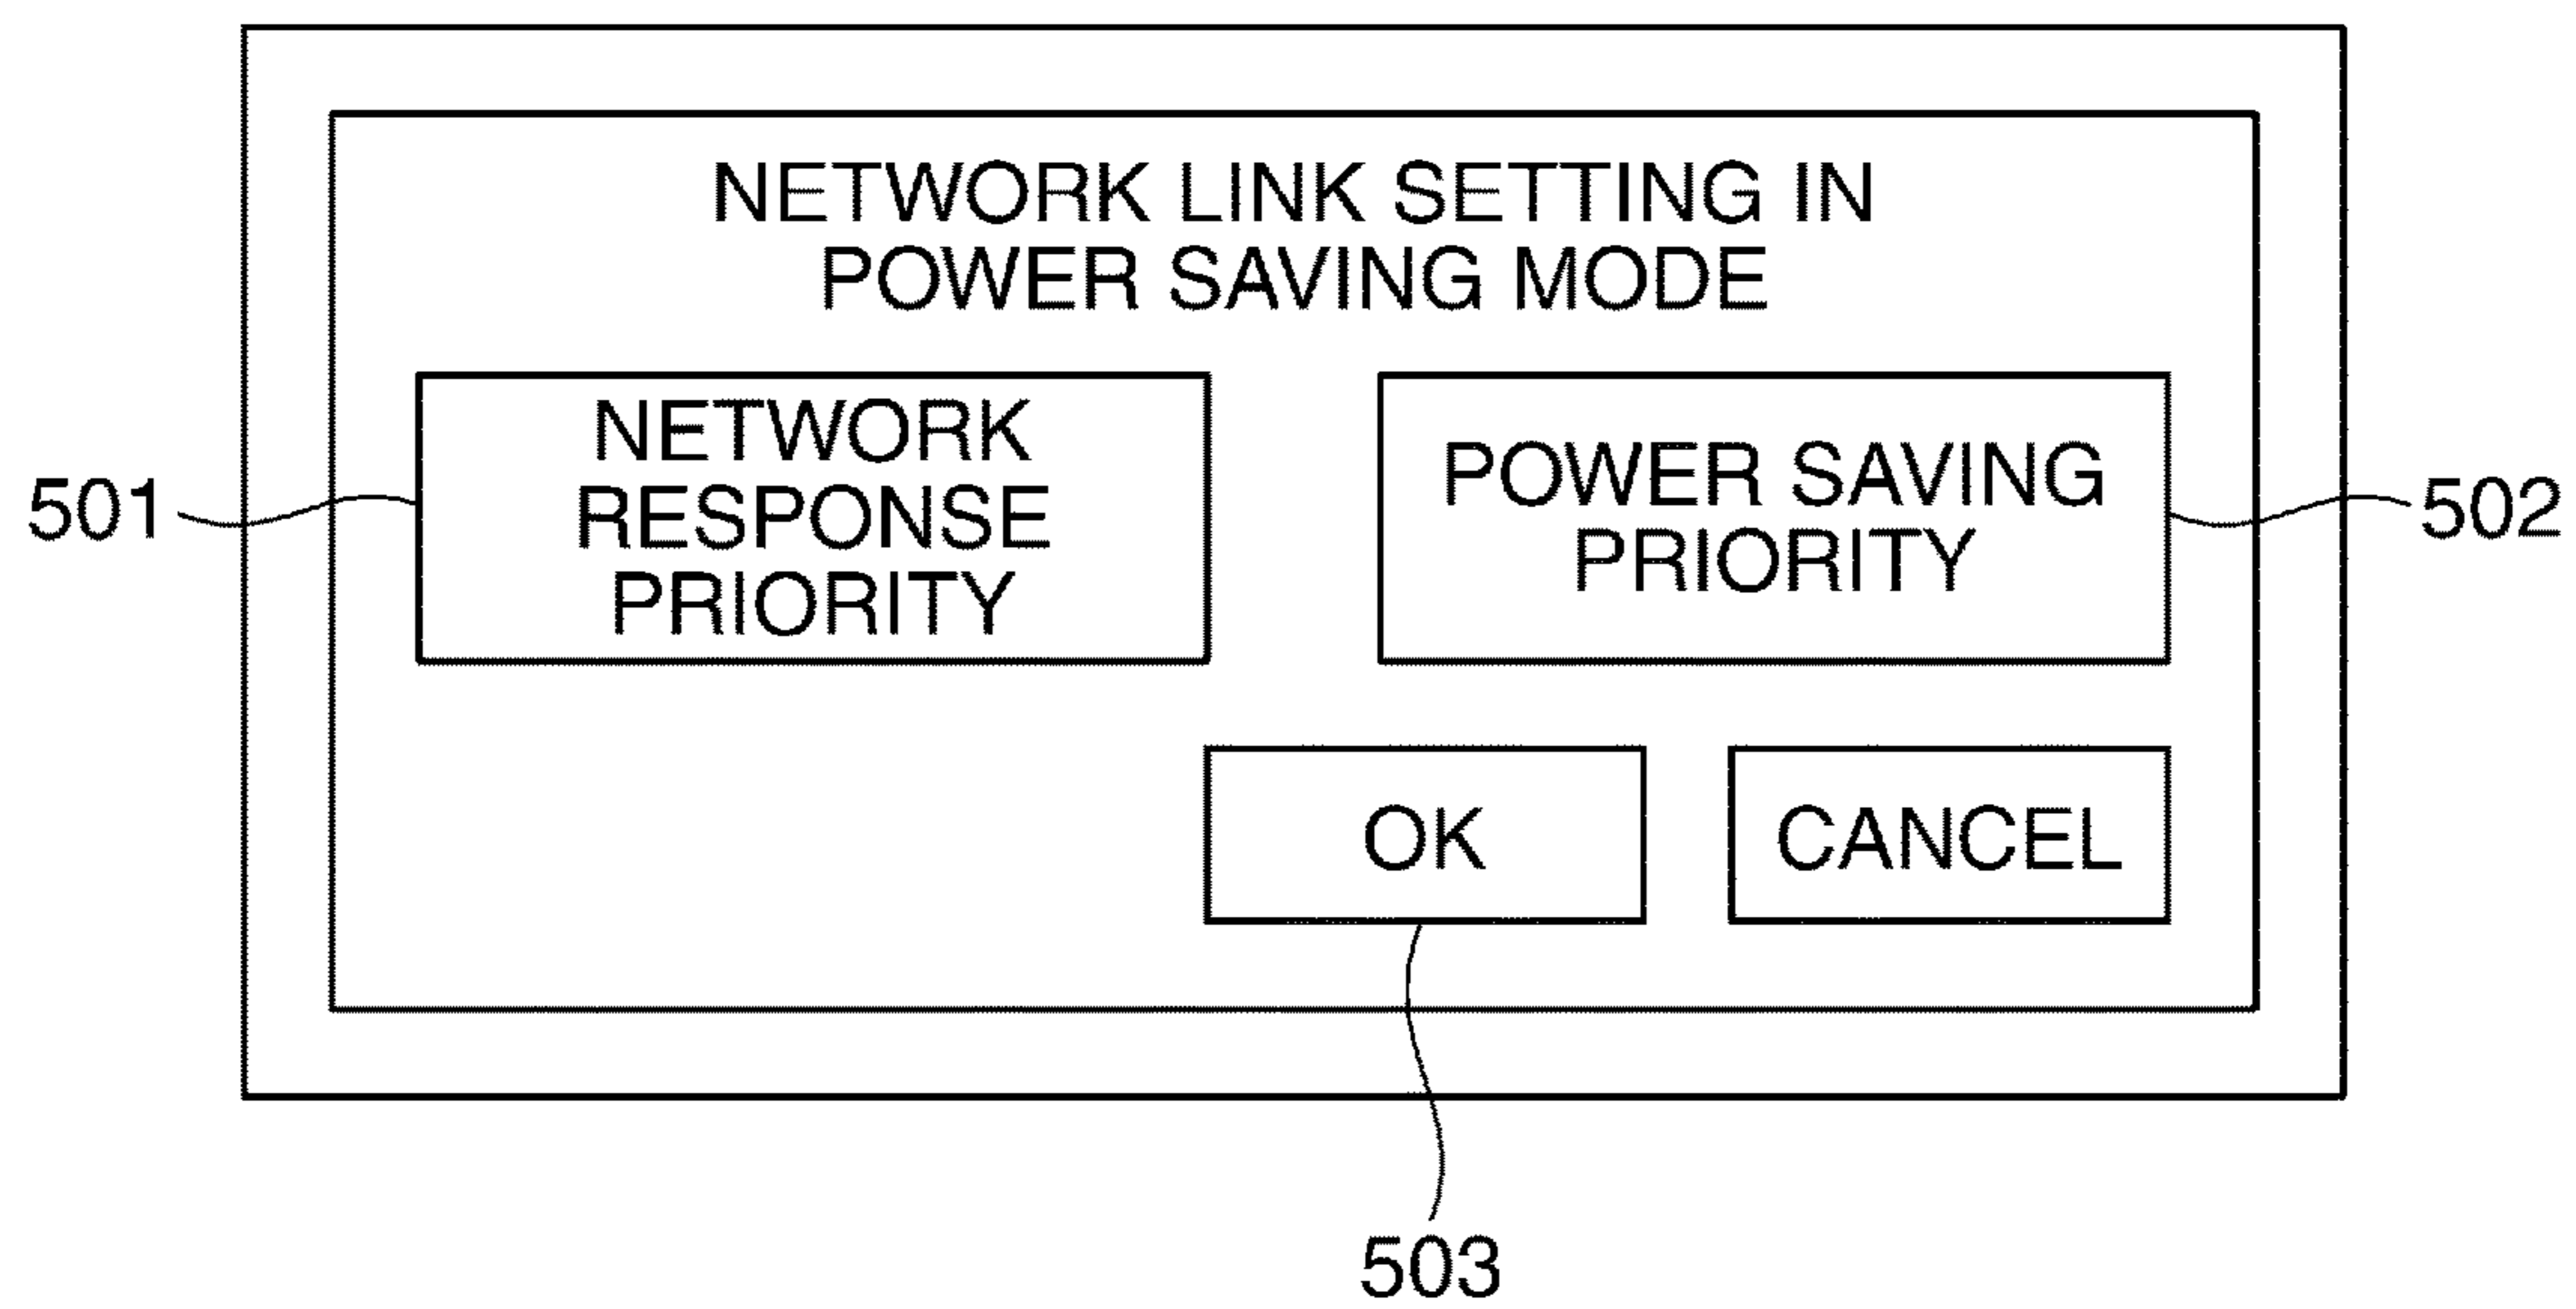 NETWORK LINK SETTING IN
POWER SAVING MODE
NETWORK
RESPONSE
PRIORITY
POWER SAVING
PRIORITY
501
502
OK
CANCEL
503